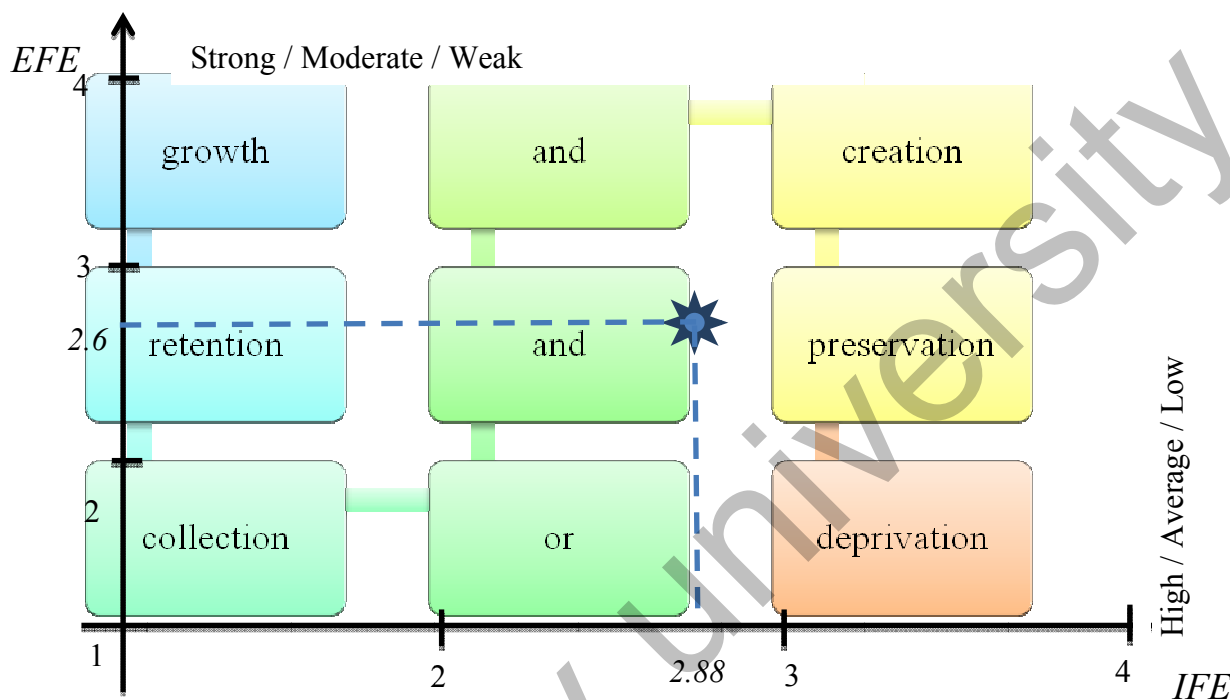 EFE
Strong / Moderate / Weak
4
growth and creation
3
2.6
retention and preservation
2
collection or deprivation
High / Average / Low
1 2 2.88 3 4
IFE
university